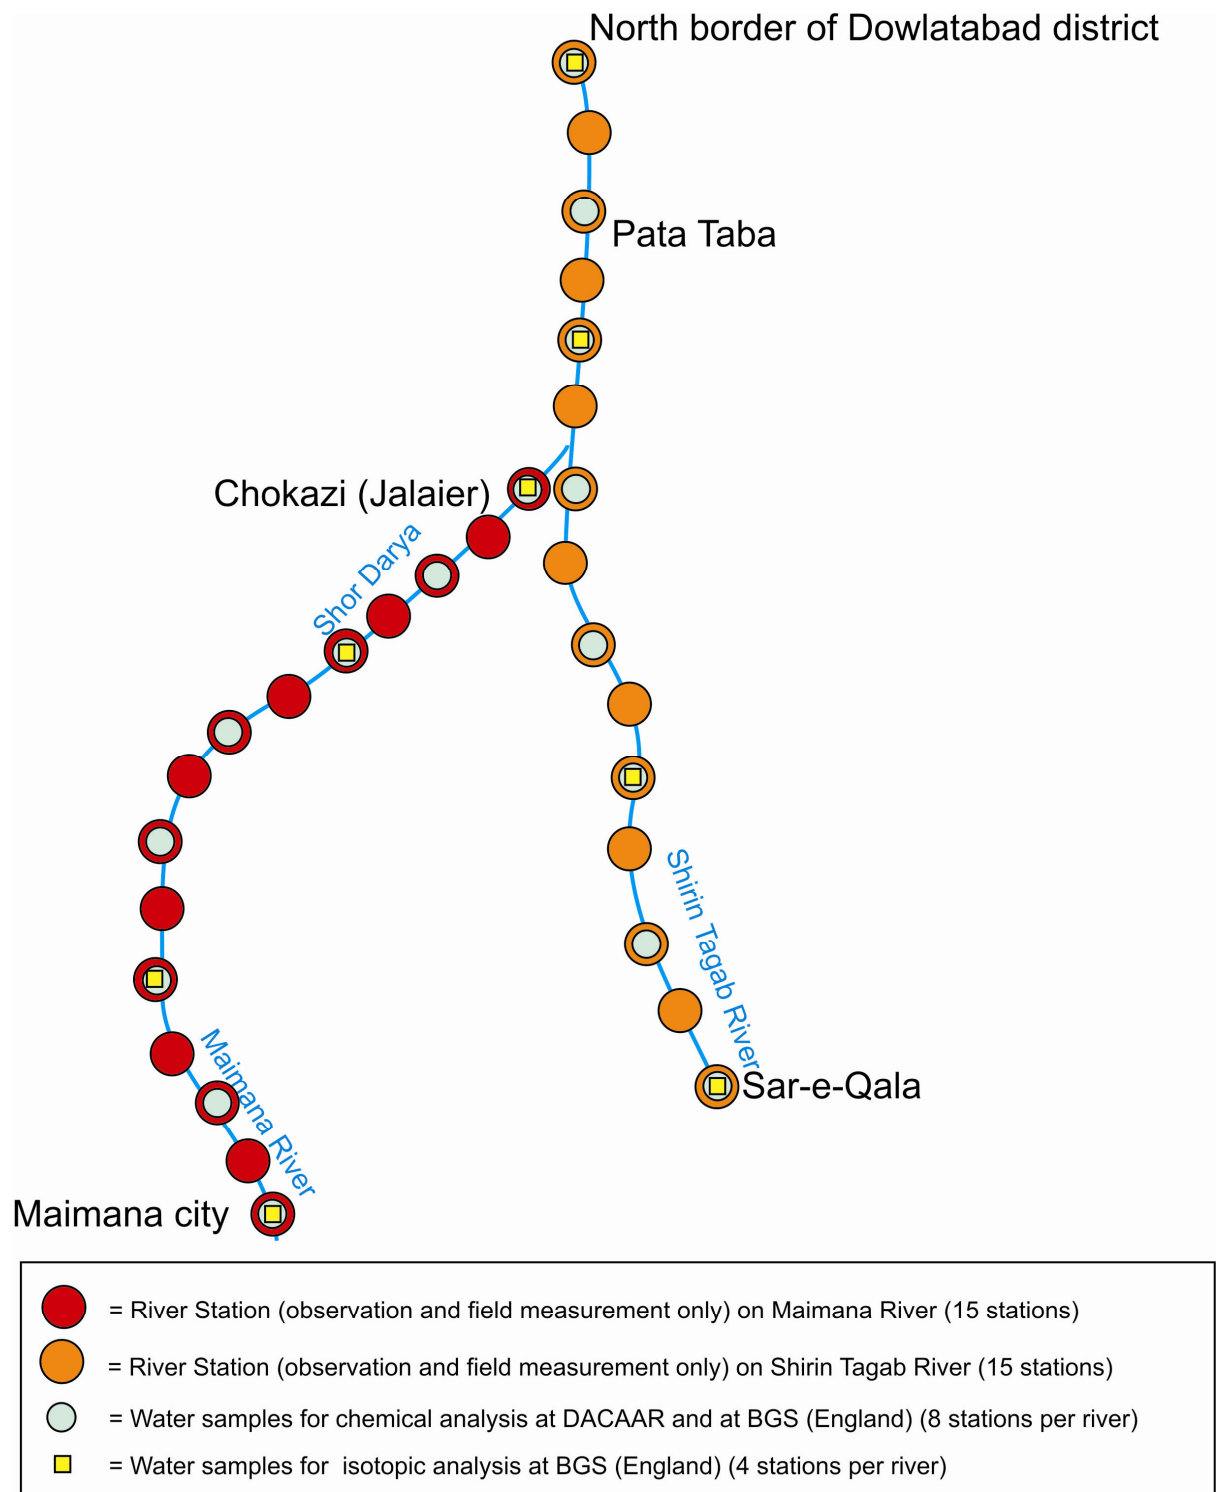 North border of Dowlatabad district
Pata Taba
Chokazi (Jalaier)
Shor Darya
Shirin Tagab River
Maimana River
Sar-e-Qala
Maimana city
= River Station (observation and field measurement only) on Maimana River (15 stations)
= River Station (observation and field measurement only) on Shirin Tagab River (15 stations)
= Water samples for chemical analysis at DACAAR and at BGS (England) (8 stations per river)
= Water samples for isotopic analysis at BGS (England) (4 stations per river)